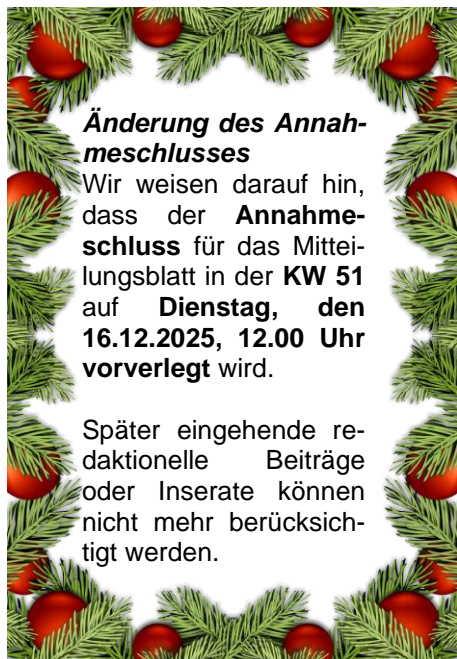 Änderung des Annah-
meschlusses
Wir weisen darauf hin,
dass der Annahme-
schluss für das Mittei-
lungsblatt in der KW 51
auf Dienstag, den
16.12.2025, 12.00 Uhr
vorverlegt wird.
Später eingehende re-
daktionelle Beiträge
oder Inserate können
nicht mehr berücksich-
tigt werden.